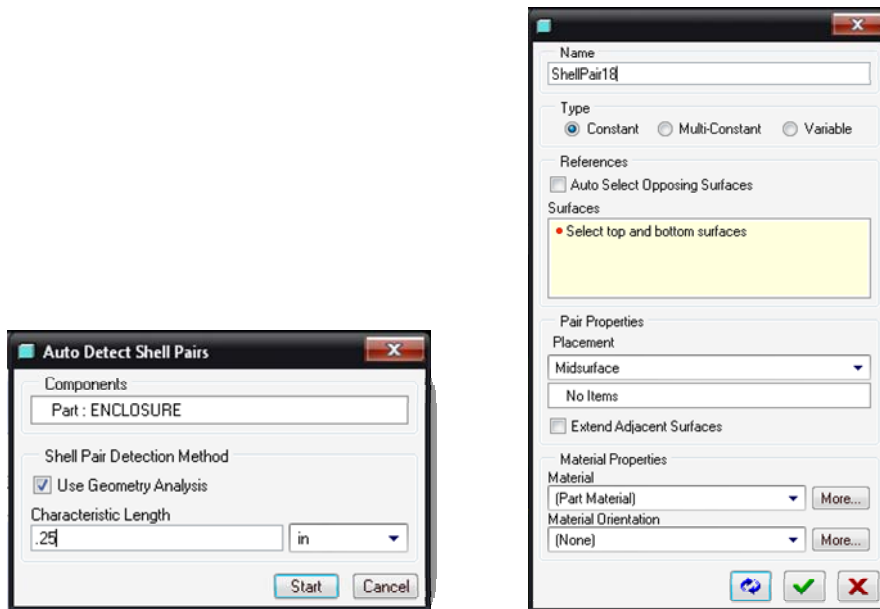 Auto Detect Shell Pairs
Components
Part : ENCLOSURE
Shell Pair Detection Method
Use Geometry Analysis
Characteristic Length
.25 in
Start Cancel
Name
ShellPair18
Type
Constant Multi-Constant Variable
References
Auto Select Opposing Surfaces
Surfaces
Select top and bottom surfaces
Pair Properties
Placement
Midsurface
No Items
Extend Adjacent Surfaces
Material Properties
Material
(Part Material) More...
Material Orientation
(None) More...